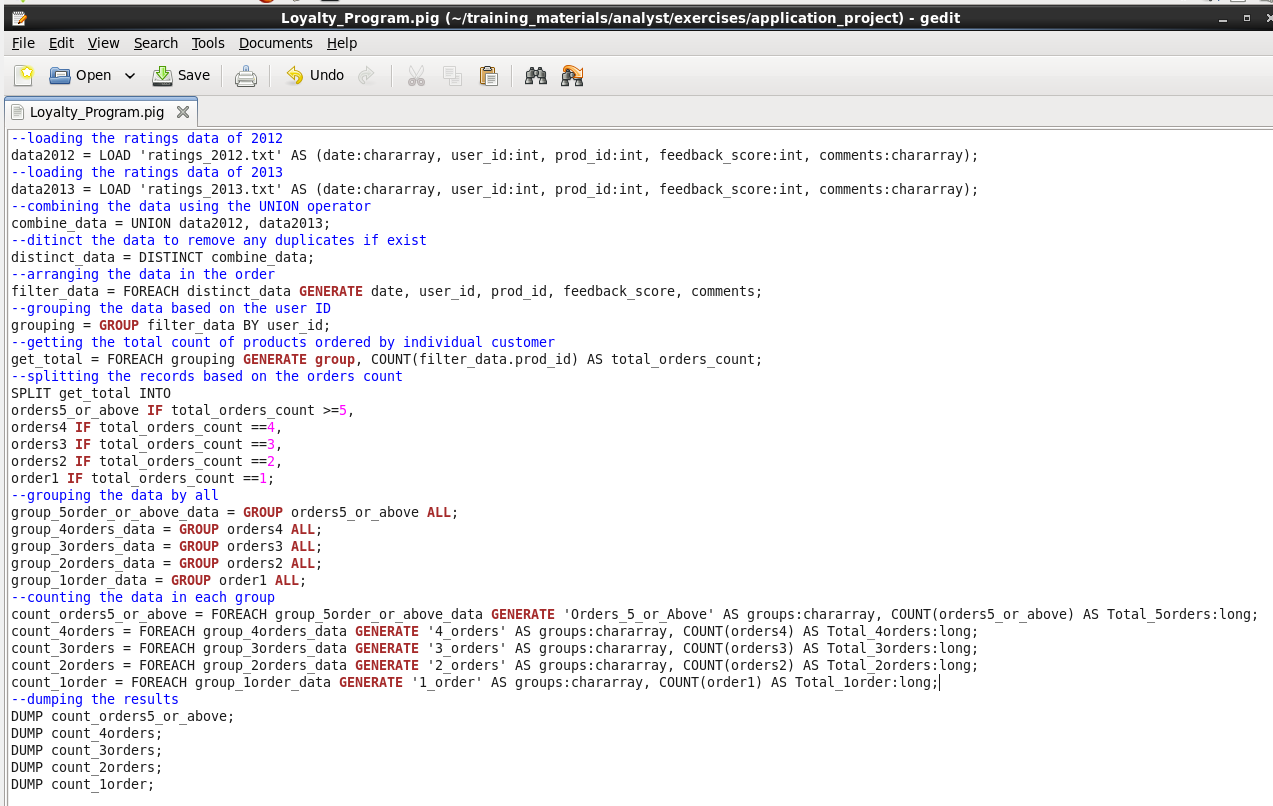 Loyalty_Program.pig (~/training_materials/analyst/exercises/application_project) - gedit
File Edit View Search Tools Documents Help
Open Save Undo
Loyalty_Program.pig
--loading the ratings data of 2012
data2012 = LOAD 'ratings_2012.txt' AS (date:chararray, user_id:int, prod_id:int, feedback_score:int, comments:chararray);
--loading the ratings data of 2013
data2013 = LOAD 'ratings_2013.txt' AS (date:chararray, user_id:int, prod_id:int, feedback_score:int, comments:chararray);
--combining the data using the UNION operator
combine_data = UNION data2012, data2013;
--ditinct the data to remove any duplicates if exist
distinct_data = DISTINCT combine_data;
--arranging the data in the order
filter_data = FOREACH distinct_data GENERATE date, user_id, prod_id, feedback_score, comments;
--grouping the data based on the user ID
grouping = GROUP filter_data BY user_id;
--getting the total count of products ordered by individual customer
get_total = FOREACH grouping GENERATE group, COUNT(filter_data.prod_id) AS total_orders_count;
--splitting the records based on the orders count
SPLIT get_total INTO
orders5_or_above IF total_orders_count >=5,
orders4 IF total_orders_count ==4,
orders3 IF total_orders_count ==3,
orders2 IF total_orders_count ==2,
order1 IF total_orders_count ==1;
--grouping the data by all
group_5order_or_above_data = GROUP orders5_or_above ALL;
group_4orders_data = GROUP orders4 ALL;
group_3orders_data = GROUP orders3 ALL;
group_2orders_data = GROUP orders2 ALL;
group_1order_data = GROUP order1 ALL;
--counting the data in each group
count_orders5_or_above = FOREACH group_5order_or_above_data GENERATE 'Orders_5_or_Above' AS groups:chararray, COUNT(orders5_or_above) AS Total_5orders:long;
count_4orders = FOREACH group_4orders_data GENERATE '4_orders' AS groups:chararray, COUNT(orders4) AS Total_4orders:long;
count_3orders = FOREACH group_3orders_data GENERATE '3_orders' AS groups:chararray, COUNT(orders3) AS Total_3orders:long;
count_2orders = FOREACH group_2orders_data GENERATE '2_orders' AS groups:chararray, COUNT(orders2) AS Total_2orders:long;
count_1order = FOREACH group_1order_data GENERATE '1_order' AS groups:chararray, COUNT(order1) AS Total_1order:long;
--dumping the results
DUMP count_orders5_or_above;
DUMP count_4orders;
DUMP count_3orders;
DUMP count_2orders;
DUMP count_1order;